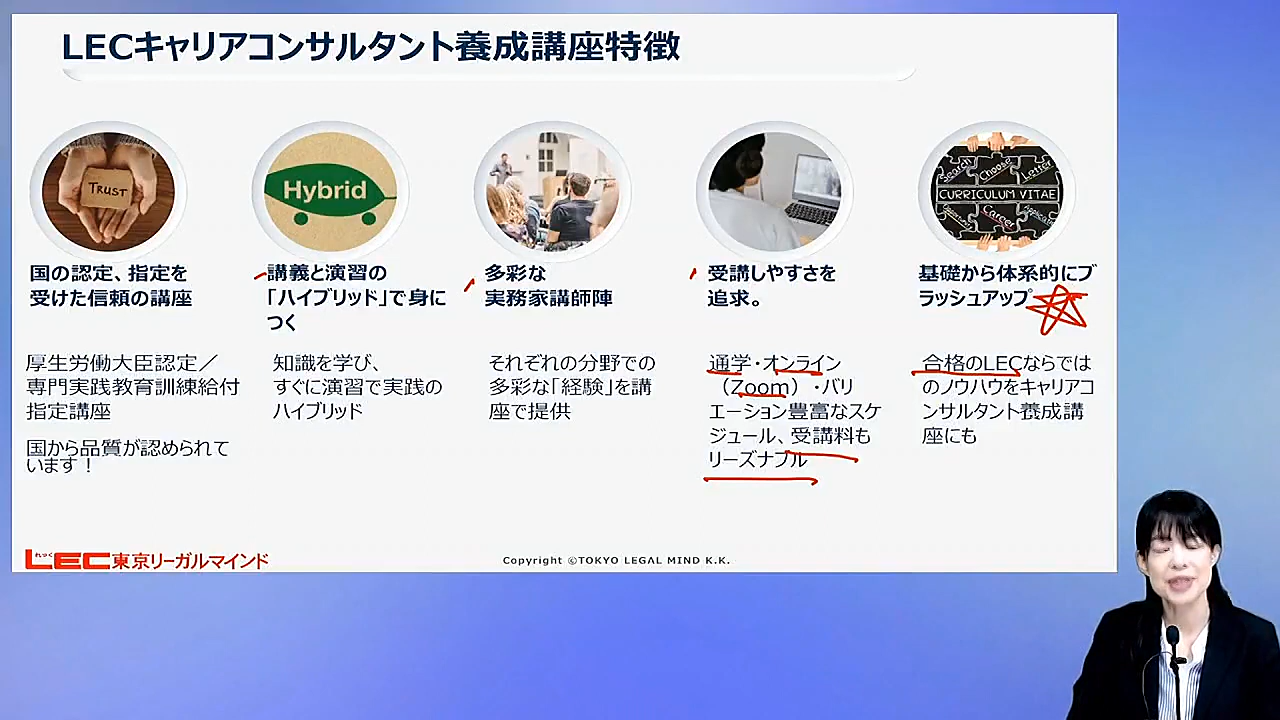 LECキャリアコンサルタント養成講座特徴
TRUST
Hybrid
Search
Choose
Letter
CURRICULUM VITAE
Career
国の認定、指定を
受けた信頼の講座
厚生労働大臣認定／
専門実践教育訓練給付
指定講座
国から品質が認められて
います！
講義と演習の
「ハイブリッド」で身に
つく
知識を学び、
すぐに演習で実践の
ハイブリッド
多彩な
実務家講師陣
それぞれの分野での
多彩な「経験」を講
座で提供
受講しやすさを
追求。
通学・オンライン
（Zoom）・バリ
エーション豊富なスケ
ジュール、受講料も
リーズナブル
基礎から体系的にブ
ラッシュアップ
合格のLECならでは
のノウハウをキャリアコ
ンサルタント養成講
座にも
れっく
LEC東京リーガルマインド
Copyright ©TOKYO LEGAL MIND K.K.